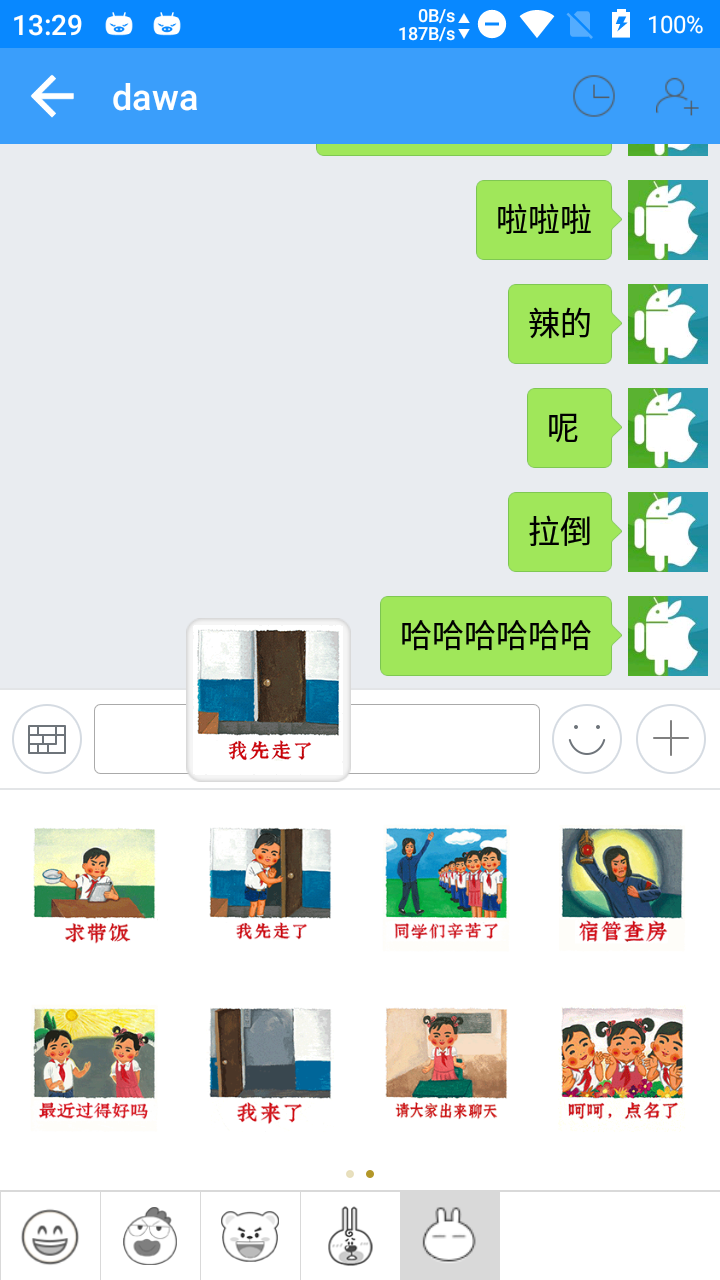 13:29
0B/s
187B/s
100%
dawa
啦啦啦
辣的
呢
拉倒
哈哈哈哈哈哈
我先走了
求带饭
我先走了
同学们辛苦了
宿管查房
最近过得好吗
我来了
请大家出来聊天
呵呵，点名了